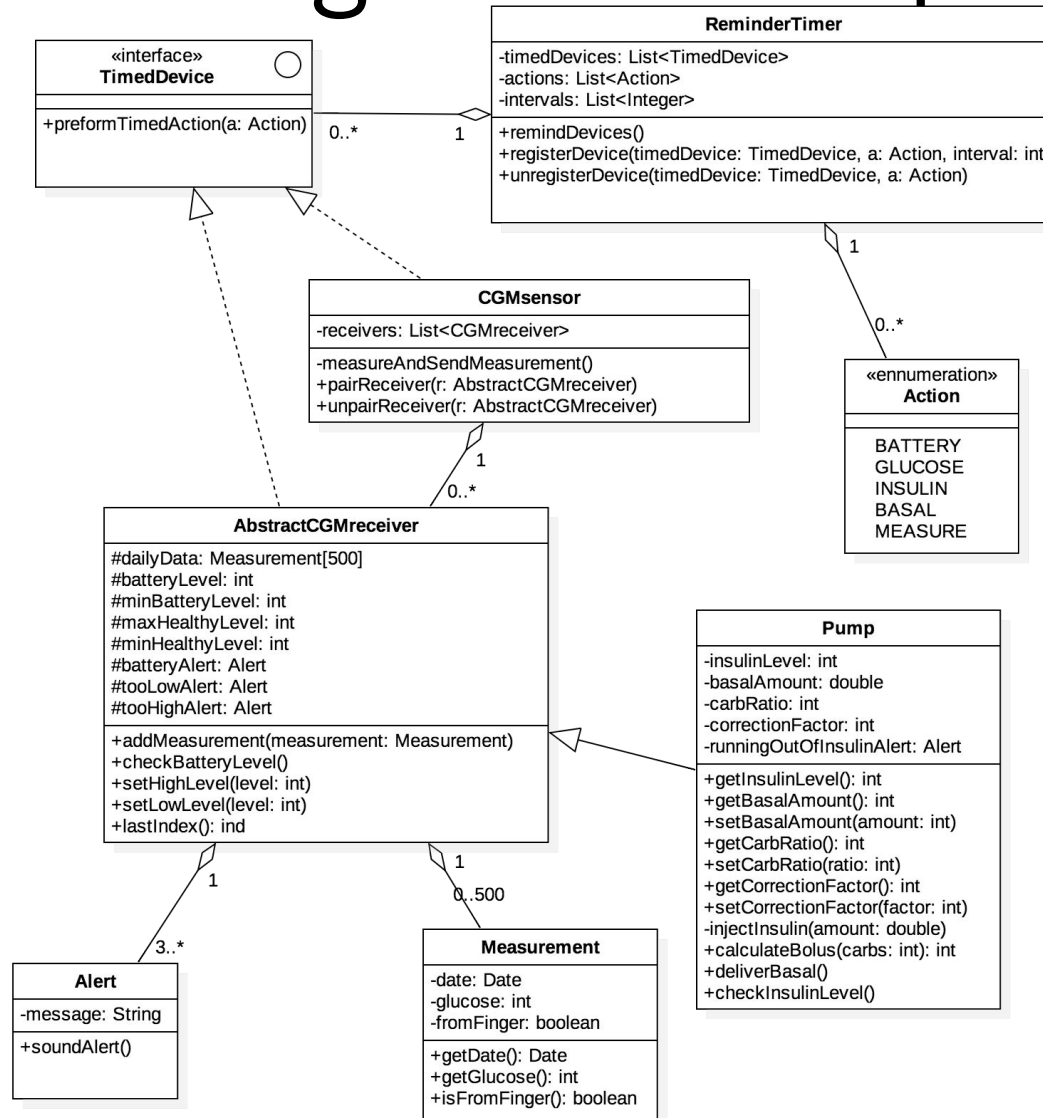 «interface»
TimedDevice
+preformTimedAction(a: Action)
ReminderTimer
-timedDevices: List<TimedDevice>
-actions: List<Action>
-intervals: List<Integer>
+remindDevices()
+registerDevice(timedDevice: TimedDevice, a: Action, interval: int
+unregisterDevice(timedDevice: TimedDevice, a: Action)
0..*
1
1
0..*
CGMsensor
-receivers: List<CGMreceiver>
-measureAndSendMeasurement()
+pairReceiver(r: AbstractCGMreceiver)
+unpairReceiver(r: AbstractCGMreceiver)
«ennumeration»
Action
BATTERY
GLUCOSE
INSULIN
BASAL
MEASURE
1
0..*
AbstractCGMreceiver
#dailyData: Measurement[500]
#batteryLevel: int
#minBatteryLevel: int
#maxHealthyLevel: int
#minHealthyLevel: int
#batteryAlert: Alert
#tooLowAlert: Alert
#tooHighAlert: Alert
+addMeasurement(measurement: Measurement)
+checkBatteryLevel()
+setHighLevel(level: int)
+setLowLevel(level: int)
+lastIndex(): ind
Pump
-insulinLevel: int
-basalAmount: double
-carbRatio: int
-correctionFactor: int
-runningOutOfInsulinAlert: Alert
+getInsulinLevel(): int
+getBasalAmount(): int
+setBasalAmount(amount: int)
+getCarbRatio(): int
+setCarbRatio(ratio: int)
+getCorrectionFactor(): int
+setCorrectionFactor(factor: int)
-injectInsulin(amount: double)
+calculateBolus(carbs: int): int
+deliverBasal()
+checkInsulinLevel()
1
3..*
1
0..500
Alert
-message: String
+soundAlert()
Measurement
-date: Date
-glucose: int
-fromFinger: boolean
+getDate(): Date
+getGlucose(): int
+isFromFinger(): boolean